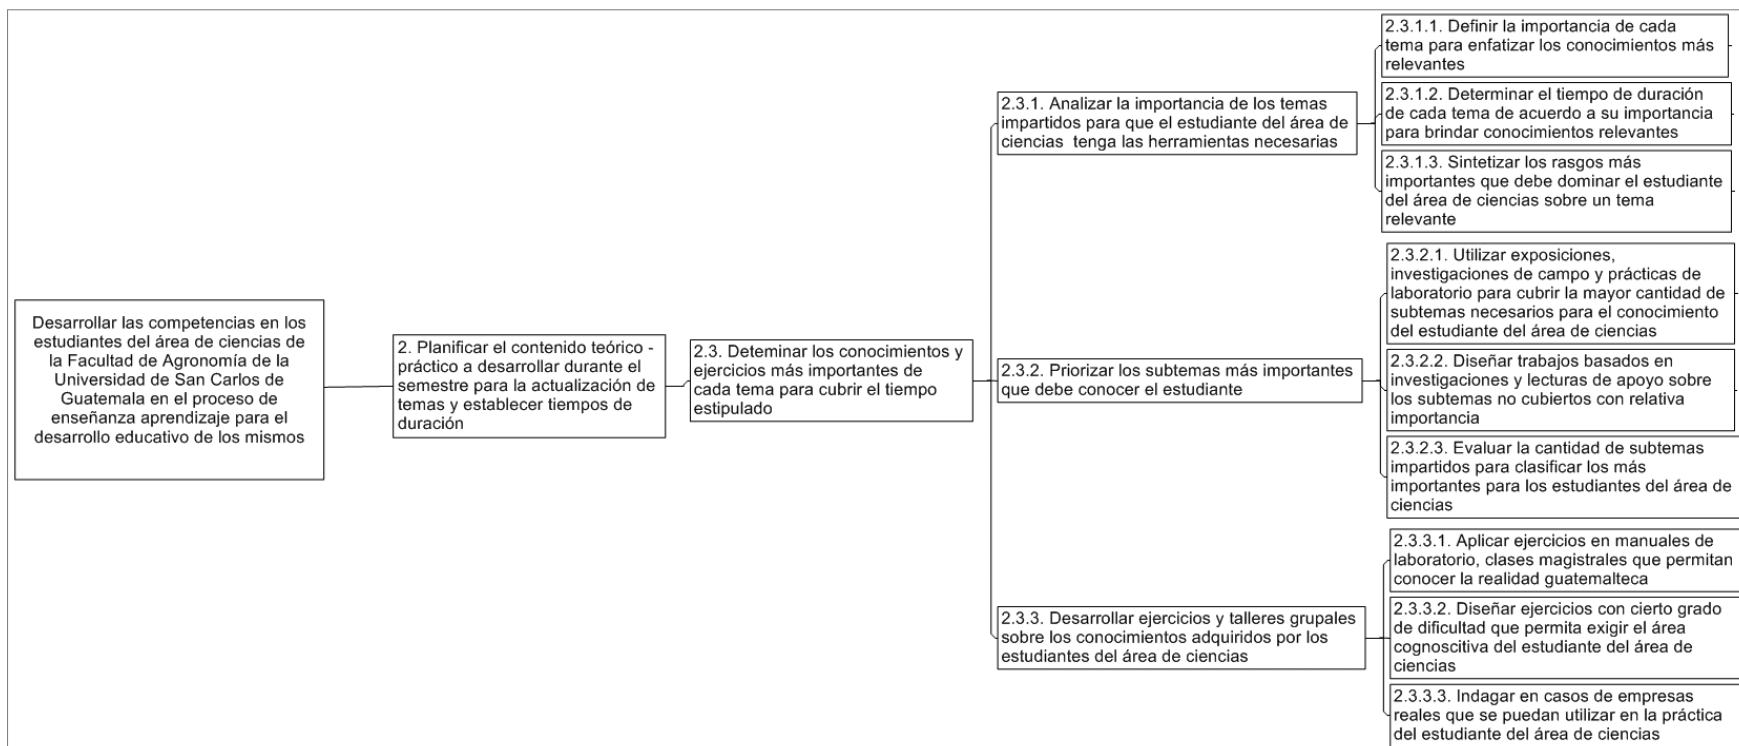 Desarrollar las competencias en los
estudiantes del área de ciencias de
la Facultad de Agronomía de la
Universidad de San Carlos de
Guatemala en el proceso de
enseñanza aprendizaje para el
desarrollo educativo de los mismos
2. Planificar el contenido teórico -
práctico a desarrollar durante el
semestre para la actualización de
temas y establecer tiempos de
duración
2.3. Deteminar los conocimientos y
ejercicios más importantes de
cada tema para cubrir el tiempo
estipulado
2.3.1. Analizar la importancia de los temas
impartidos para que el estudiante del área de
ciencias tenga las herramientas necesarias
2.3.1.1. Definir la importancia de cada
tema para enfatizar los conocimientos más
relevantes
2.3.1.2. Determinar el tiempo de duración
de cada tema de acuerdo a su importancia
para brindar conocimientos relevantes
2.3.1.3. Sintetizar los rasgos más
importantes que debe dominar el estudiante
del área de ciencias sobre un tema
relevante
2.3.2. Priorizar los subtemas más importantes
que debe conocer el estudiante
2.3.2.1. Utilizar exposiciones,
investigaciones de campo y prácticas de
laboratorio para cubrir la mayor cantidad de
subtemas necesarios para el conocimiento
del estudiante del área de ciencias
2.3.2.2. Diseñar trabajos basados en
investigaciones y lecturas de apoyo sobre
los subtemas no cubiertos con relativa
importancia
2.3.2.3. Evaluar la cantidad de subtemas
impartidos para clasificar los más
importantes para los estudiantes del área de
ciencias
2.3.3. Desarrollar ejercicios y talleres grupales
sobre los conocimientos adquiridos por los
estudiantes del área de ciencias
2.3.3.1. Aplicar ejercicios en manuales de
laboratorio, clases magistrales que permitan
conocer la realidad guatemalteca
2.3.3.2. Diseñar ejercicios con cierto grado
de dificultad que permita exigir el área
cognoscitiva del estudiante del área de
ciencias
2.3.3.3. Indagar en casos de empresas
reales que se puedan utilizar en la práctica
del estudiante del área de ciencias